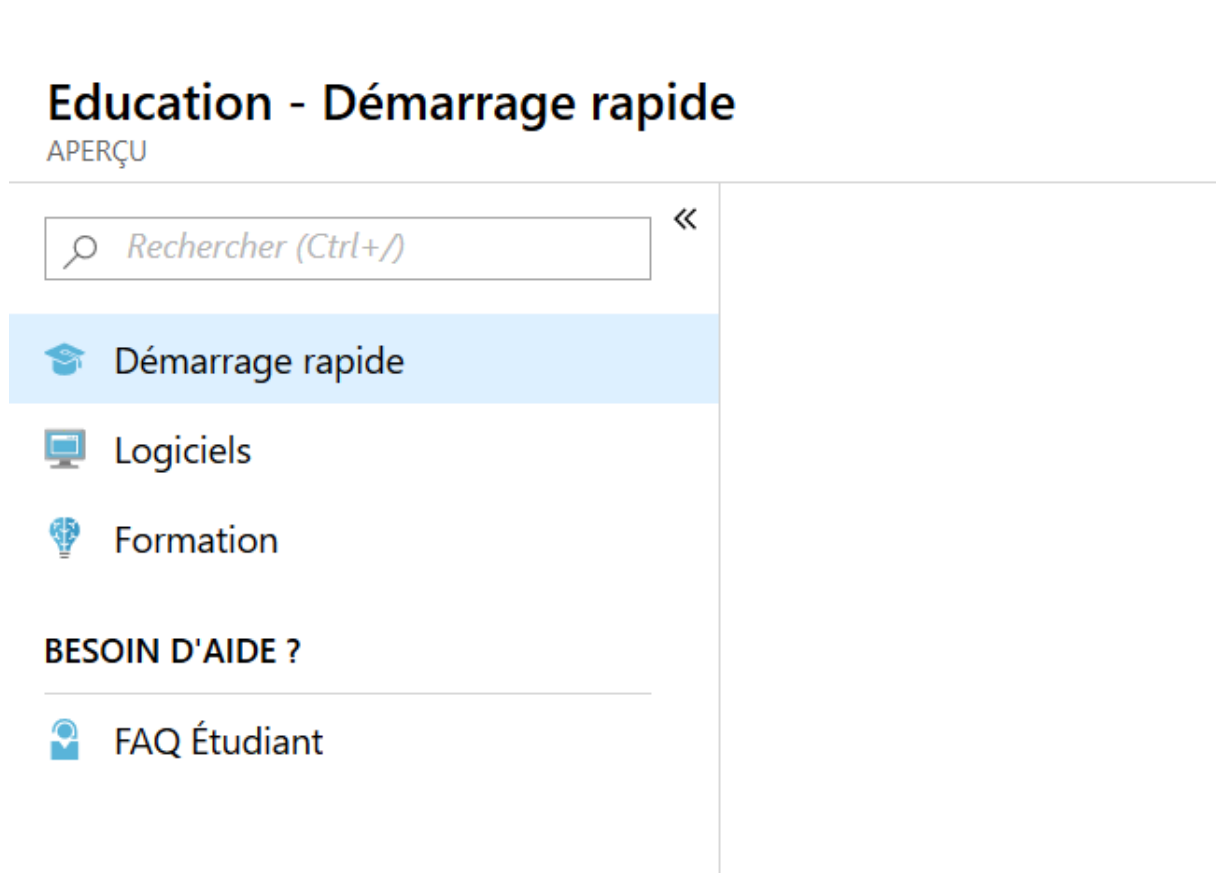 Education - Démarrage rapide
APERÇU
Rechercher (Ctrl+/)
Démarrage rapide
Logiciels
Formation
BESOIN D'AIDE ?
FAQ Étudiant